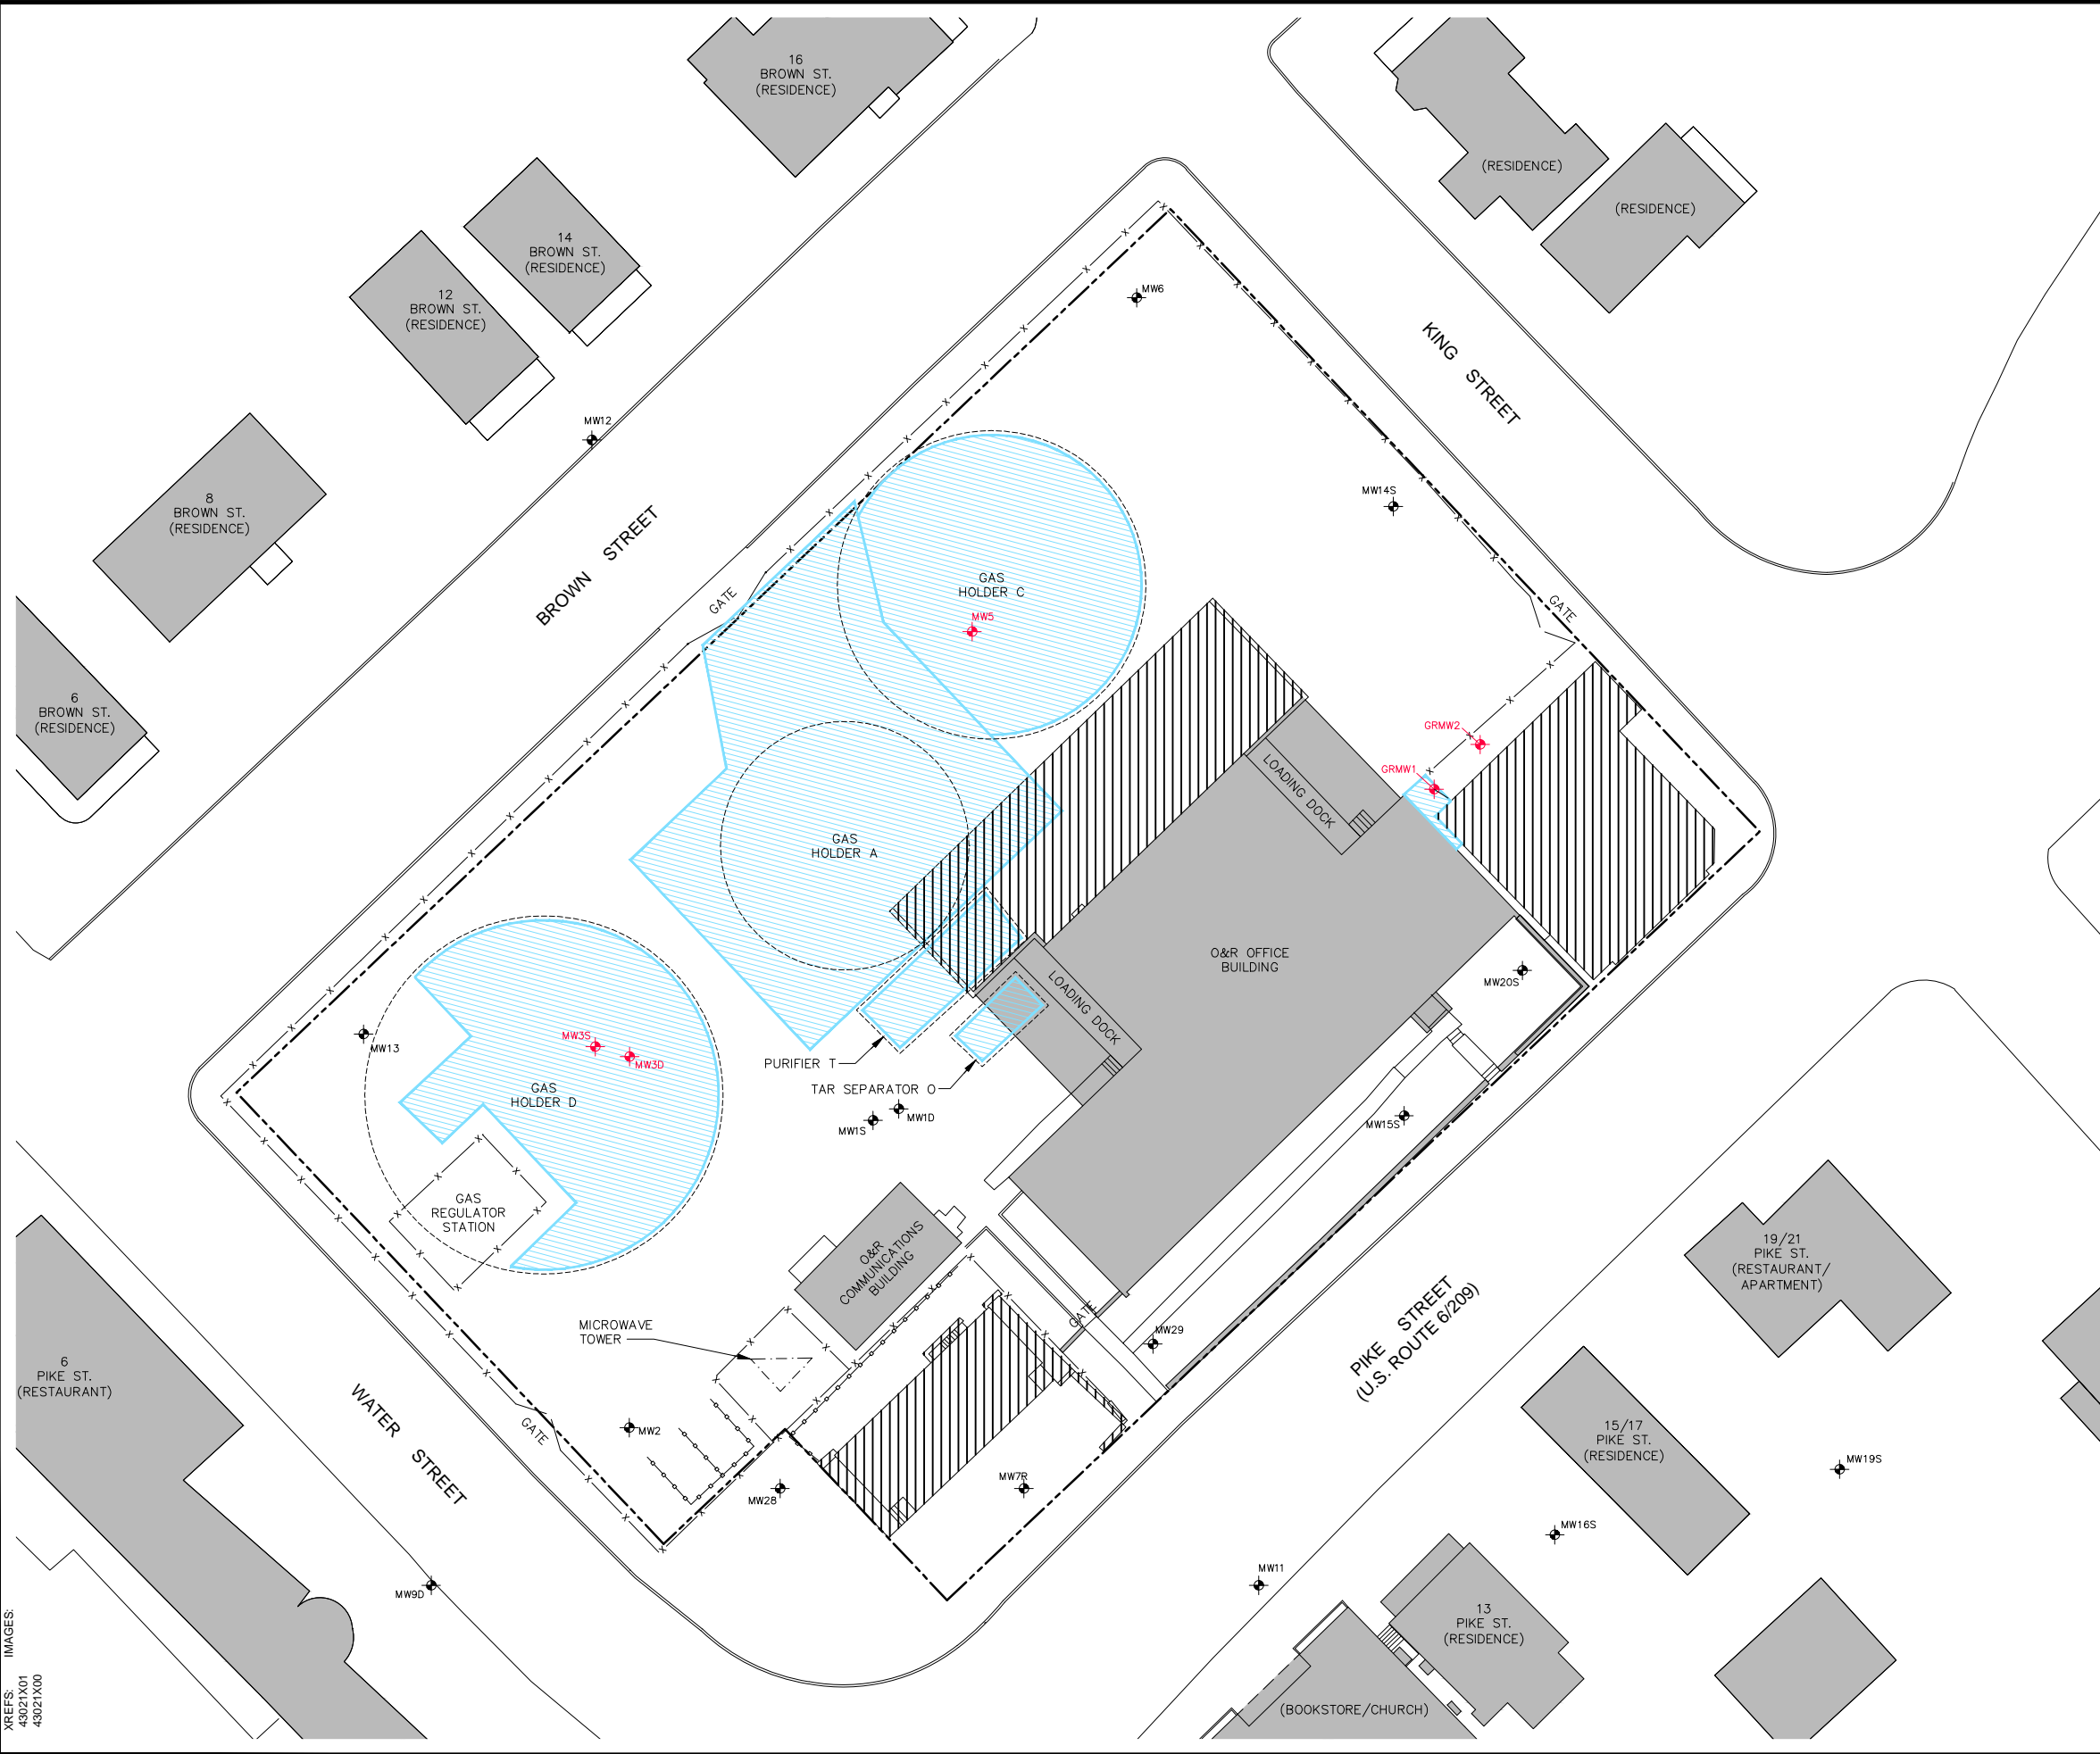 16
BROWN ST.
(RESIDENCE)
(RESIDENCE)
(RESIDENCE)
14
BROWN ST.
(RESIDENCE)
12
BROWN ST.
(RESIDENCE)
MW6
KING STREET
MW12
8
BROWN ST.
(RESIDENCE)
MW14S
BROWN STREET
GATE
GAS
HOLDER C
MW5
GATE
6
BROWN ST.
(RESIDENCE)
GRMW2
GRMW1
LOADING DOCK
GAS
HOLDER A
O&R OFFICE
BUILDING
MW20S
LOADING DOCK
MW13
MW3S
MW3D
PURIFIER T
TAR SEPARATOR O
GAS
HOLDER D
MW1S
MW1D
MW15S
GAS
REGULATOR
STATION
O&R
COMMUNICATIONS
BUILDING
19/21
PIKE ST.
(RESTAURANT/
APARTMENT)
MICROWAVE
TOWER
GATE
MW29
PIKE STREET
(U.S. ROUTE 6/209)
6
PIKE ST.
(RESTAURANT)
WATER STREET
GATE
MW2
15/17
PIKE ST.
(RESIDENCE)
MW19S
MW28
MW7R
MW16S
MW9D
MW11
13
PIKE ST.
(RESIDENCE)
(BOOKSTORE/CHURCH)
XREFS: IMAGES:
43021X01
43021X00
X X X X X X X X X X X X X X X X X X X X X X X X